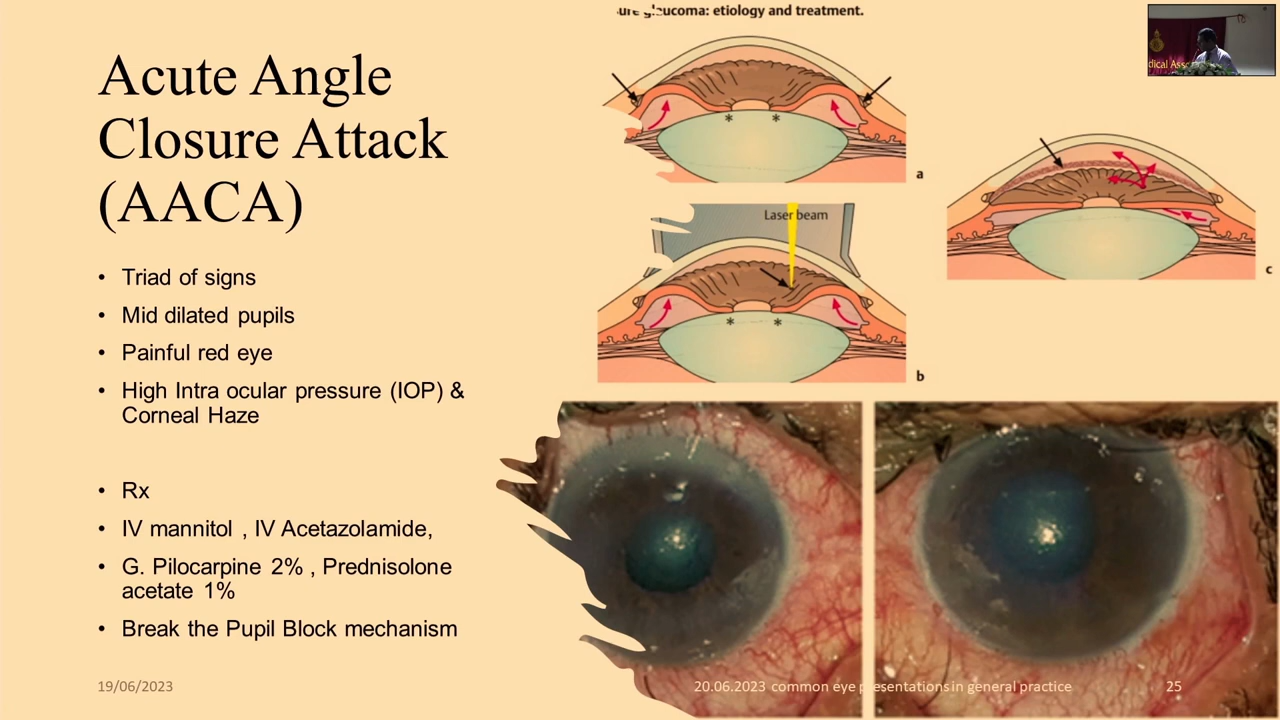 glaucoma: etiology and treatment.
Acute Angle
Closure Attack
(AACA)
• Triad of signs
• Mid dilated pupils
• Painful red eye
• High Intra ocular pressure (IOP) &
Corneal Haze
• Rx
• IV mannitol , IV Acetazolamide,
• G. Pilocarpine 2% , Prednisolone
acetate 1%
• Break the Pupil Block mechanism
* *
a
Laser beam
* *
b
c
19/06/2023
20.06.2023 common eye presentations in general practice
25